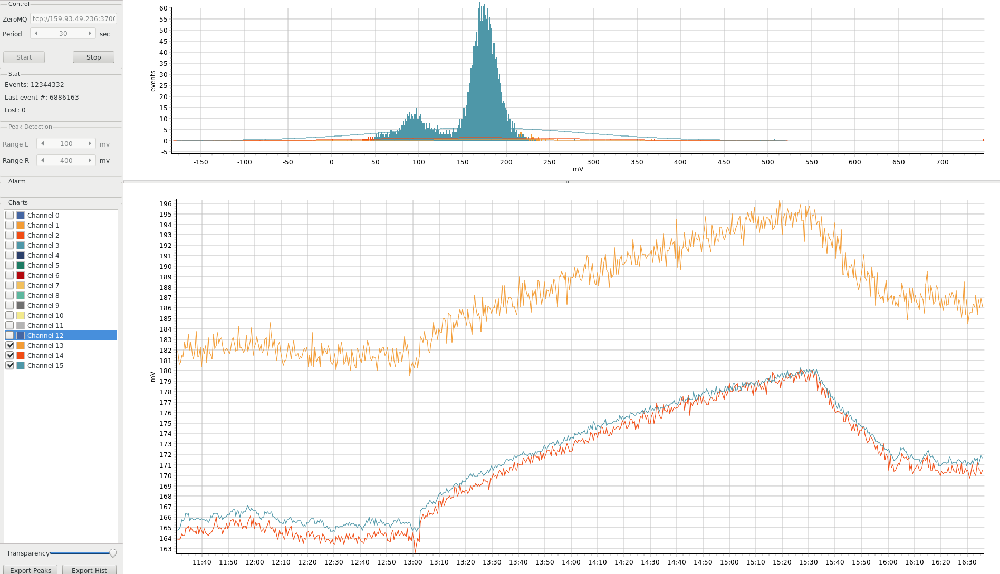 Control
ZeroMQ tcp://159.93.49.236:370
Period 30 sec
Start Stop
Stat
Events: 12344332
Last event #: 6886163
Lost: 0
Peak Detection
Range L 100 mv
Range R 400 mv
Alarm
Charts
Channel 0
Channel 1
Channel 2
Channel 3
Channel 4
Channel 5
Channel 6
Channel 7
Channel 8
Channel 9
Channel 10
Channel 11
Channel 12
Channel 13
Channel 14
Channel 15
Transparency
Export Peaks Export Hist
60
55
50
45
40
35
30
25
20
15
10
5
0
-5
events
-150 -100 -50 0 50 100 150 200 250 300 350 400 450 500 550 600 650 700
mV
196
195
194
193
192
191
190
189
188
187
186
185
184
183
182
181
180
179
178
177
176
175
174
173
172
171
170
169
168
167
166
165
164
163
mV
11:40 11:50 12:00 12:10 12:20 12:30 12:40 12:50 13:00 13:10 13:20 13:30 13:40 13:50 14:00 14:10 14:20 14:30 14:40 14:50 15:00 15:10 15:20 15:30 15:40 15:50 16:00 16:10 16:20 16:30